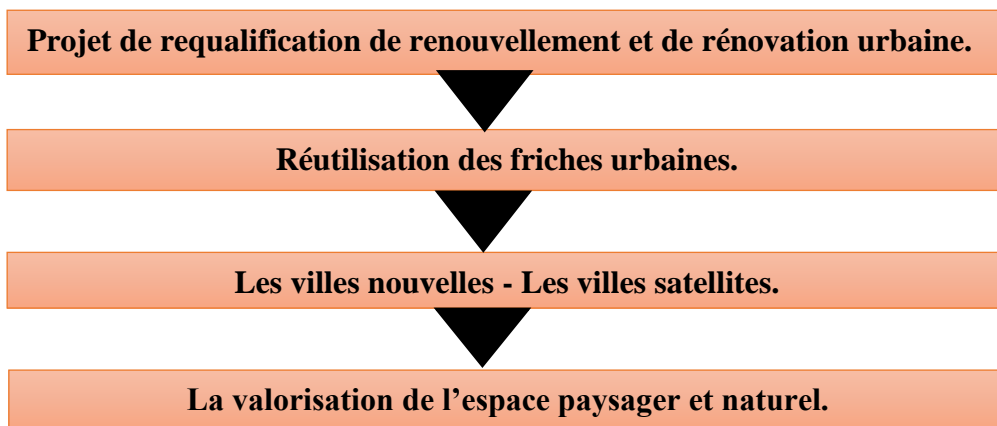 Projet de requalification de renouvellement et de rénovation urbaine.
Réutilisation des friches urbaines.
Les villes nouvelles - Les villes satellites.
La valorisation de l’espace paysager et naturel.